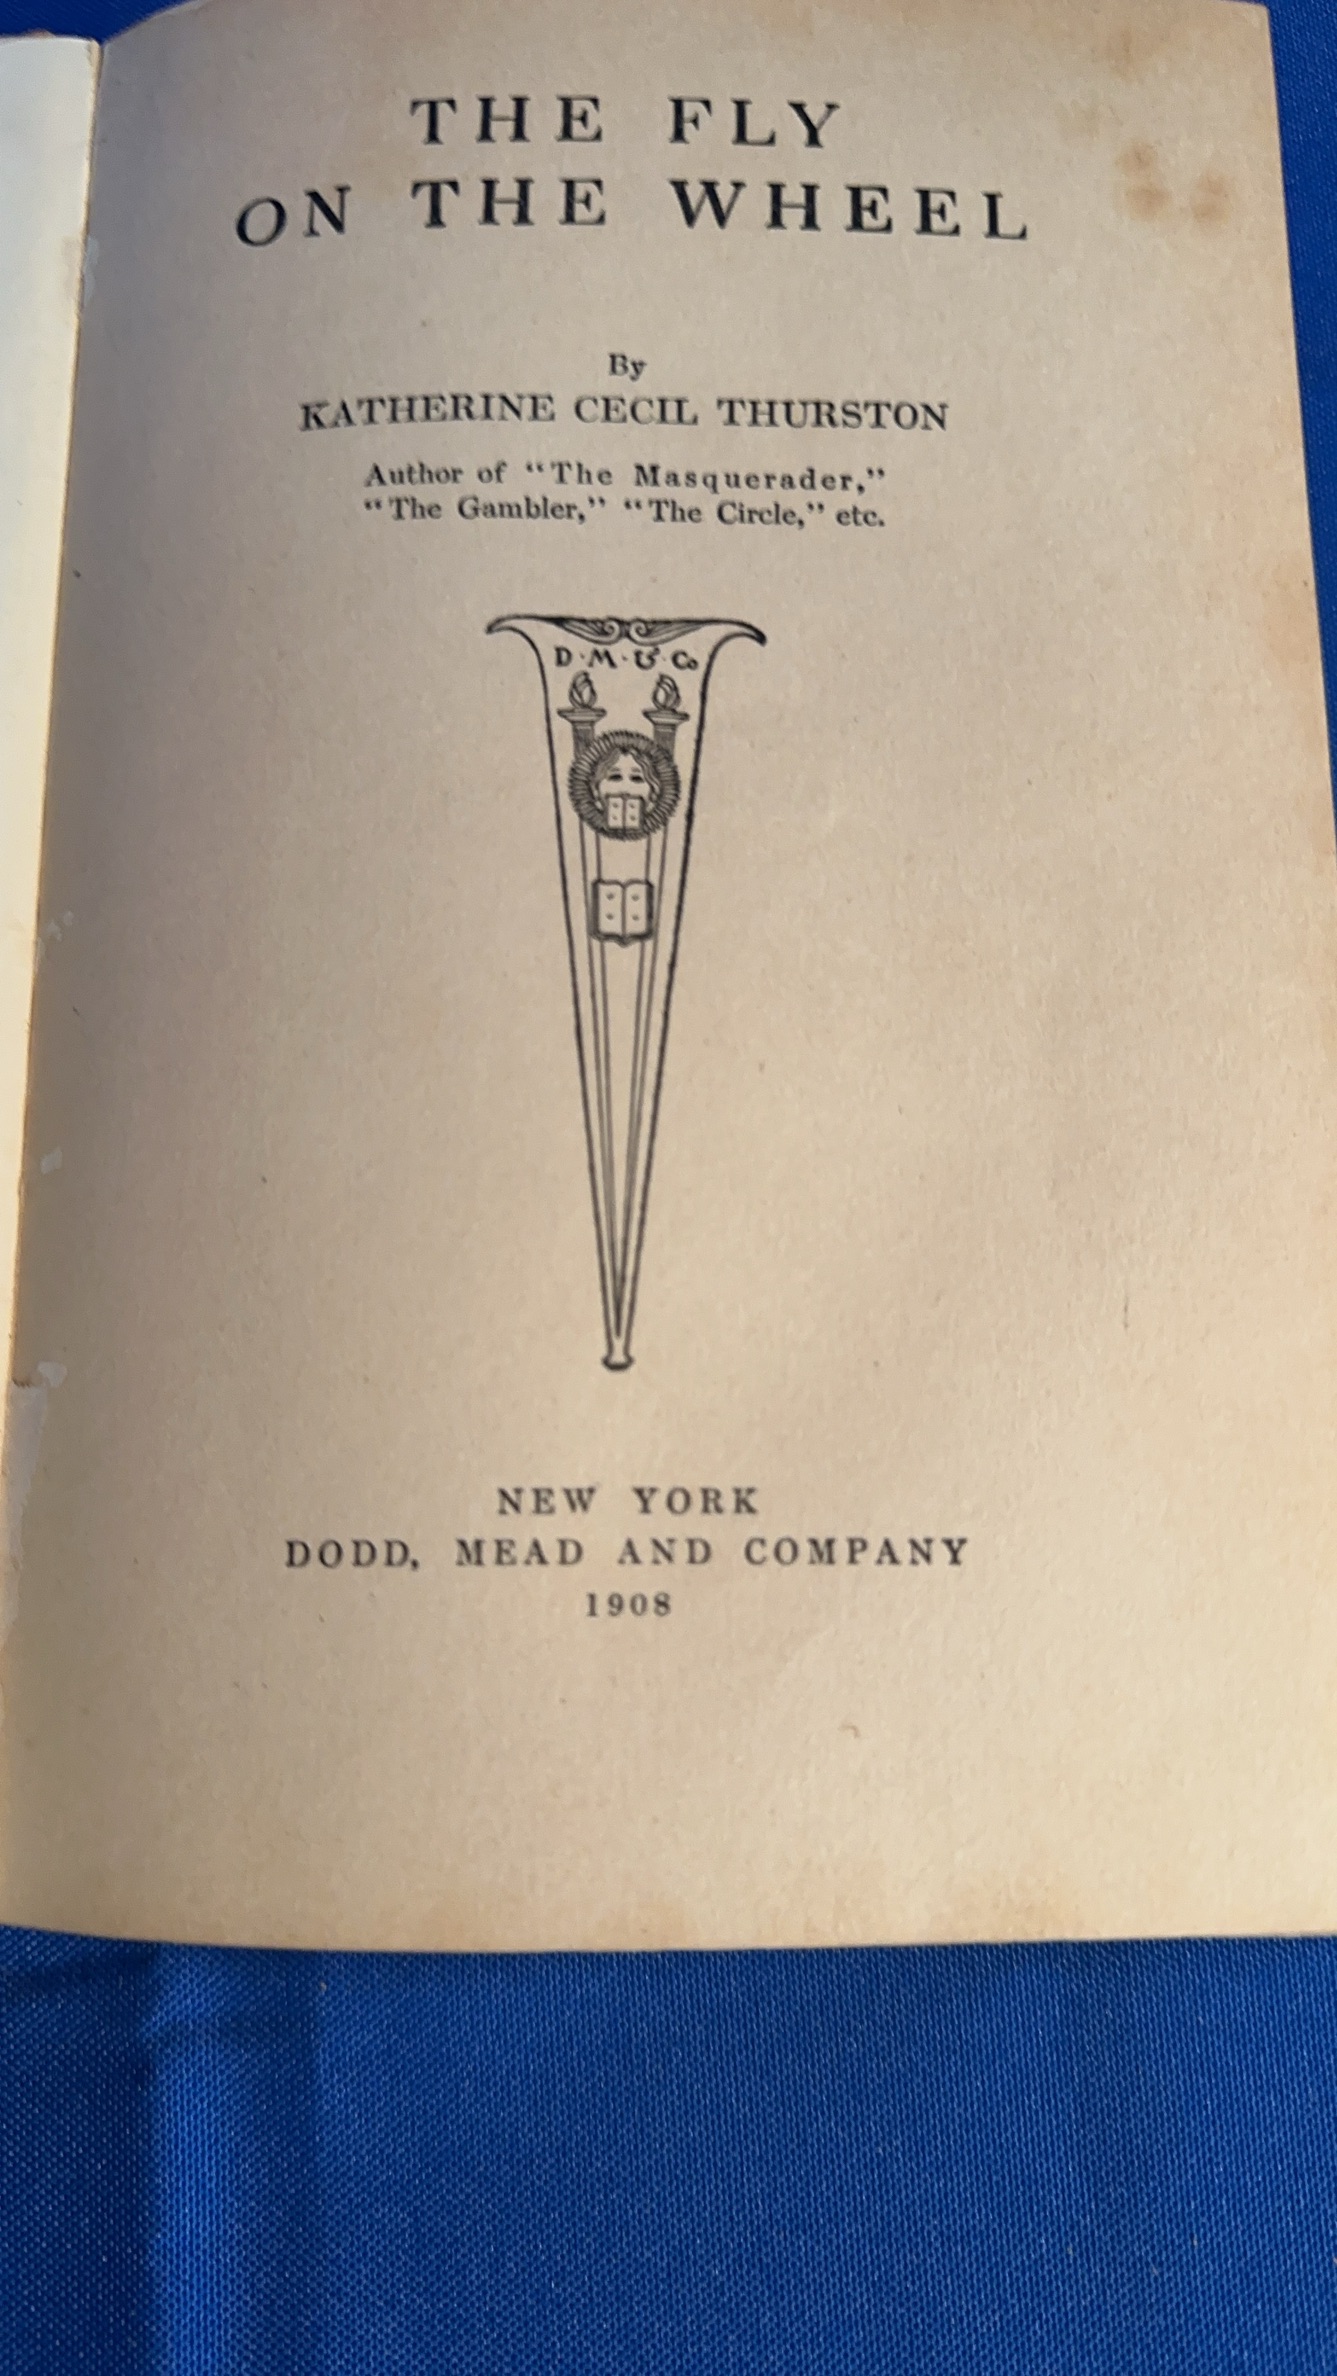 THE FLY
ON THE WHEEL
By
KATHERINE CECIL THURSTON
Author of “The Masquerader,”
“The Gambler,” “The Circle,” etc.
D·M·&·Co
NEW YORK
DODD, MEAD AND COMPANY
1908